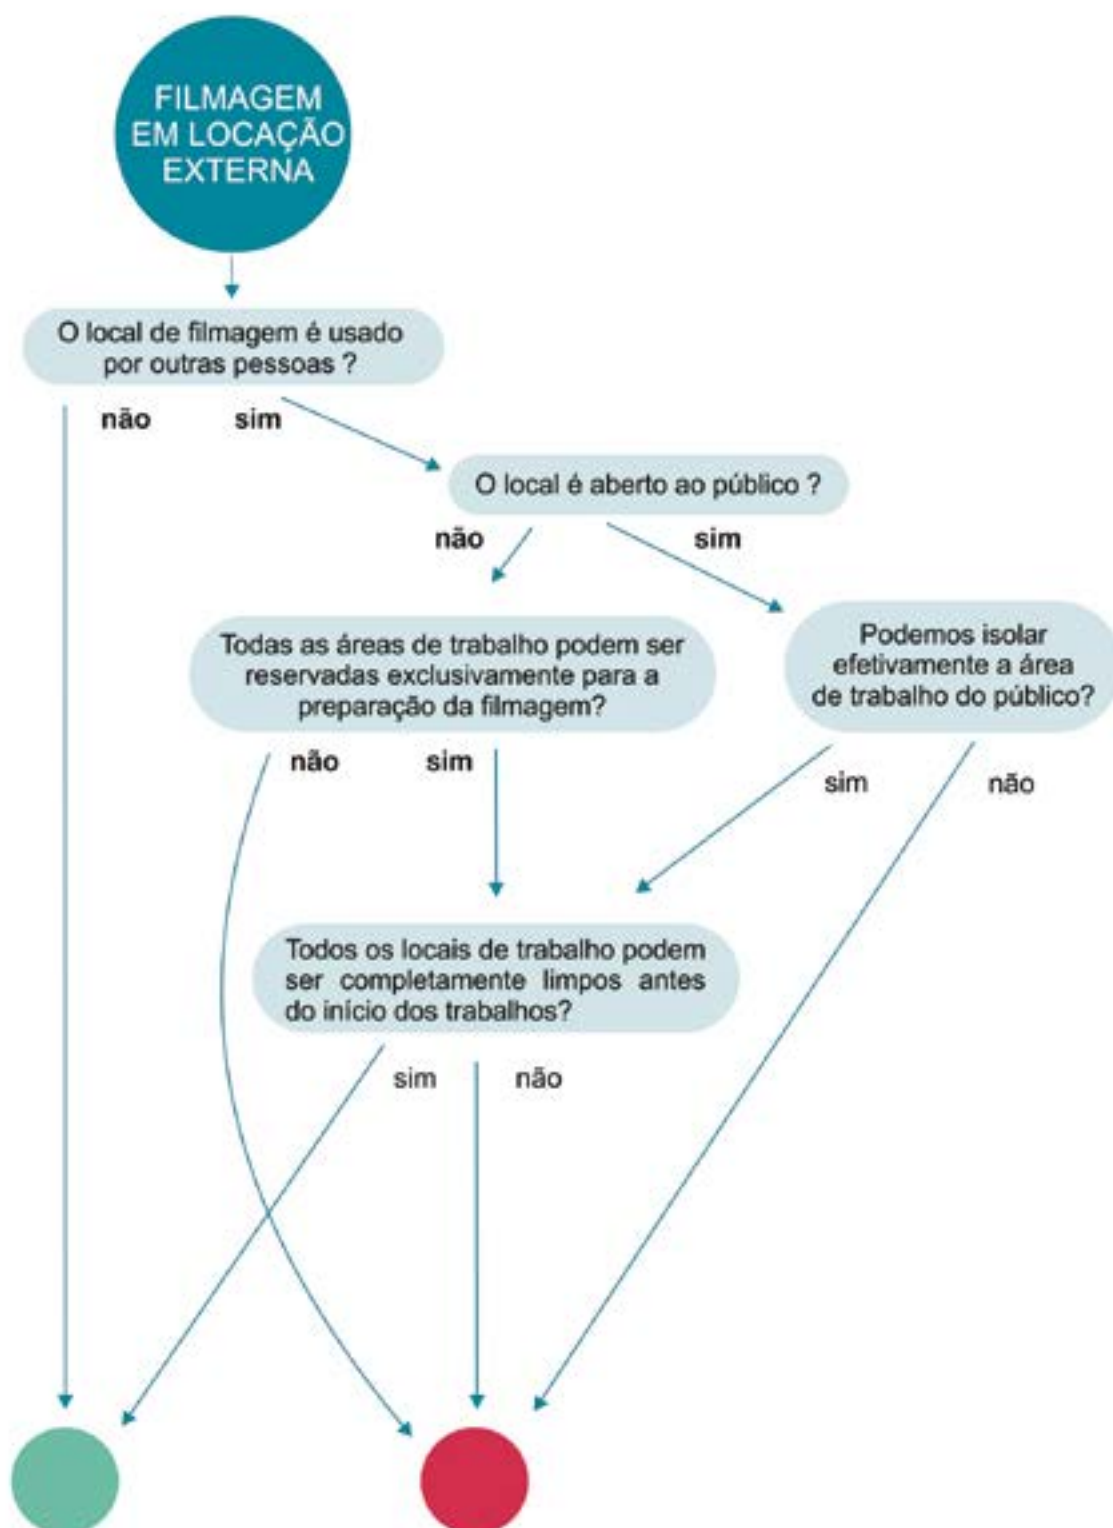 FILMAGEM
EM LOCAÇÃO
EXTERNA
O local de filmagem é usado
por outras pessoas ?
não
sim
O local é aberto ao público ?
não
sim
Todas as áreas de trabalho podem ser
reservadas exclusivamente para a
preparação da filmagem?
Podemos isolar
efetivamente a área
de trabalho do público?
não
sim
sim
não
Todos os locais de trabalho podem
ser completamente limpos antes
do início dos trabalhos?
sim
não